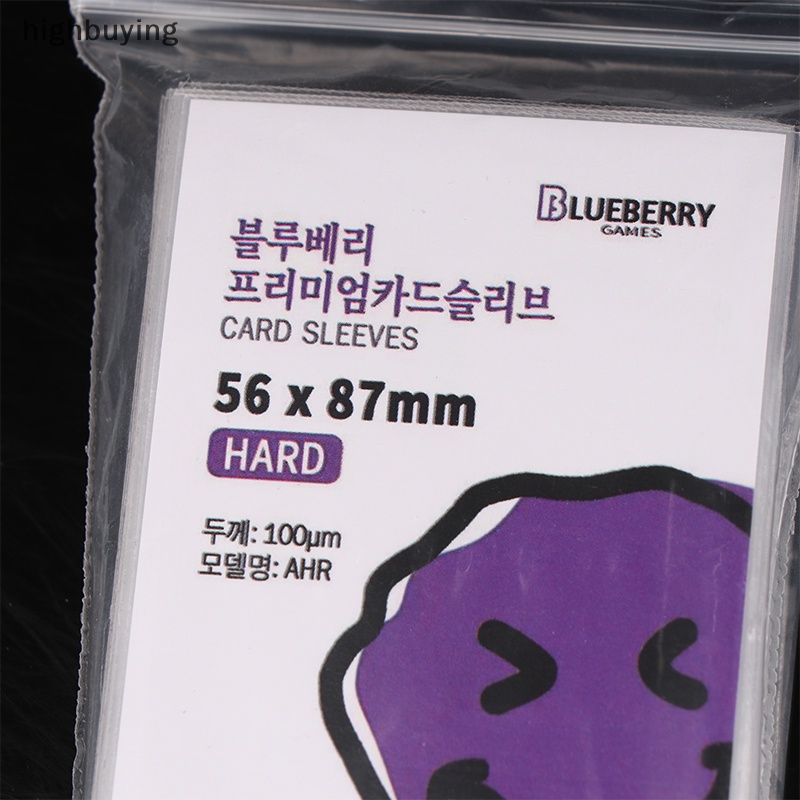 highbuying
BLUEBERRY
GAMES
블루베리
프리미엄카드슬리브
CARD SLEEVES
56 x 87mm
HARD
두께: 100μm
모델명: AHR